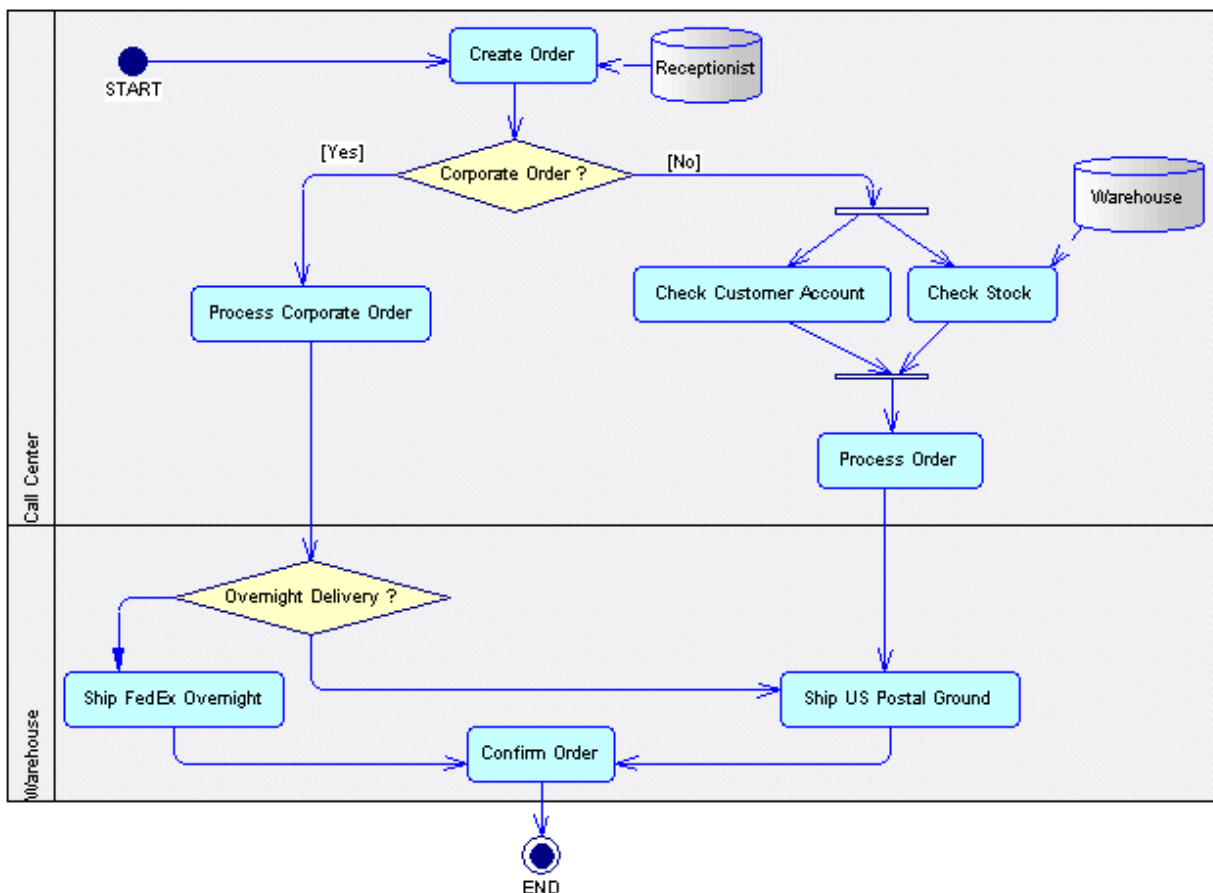 Create Order
Receptionist
START
[Yes]
Corporate Order ?
[No]
Warehouse
Process Corporate Order
Check Customer Account
Check Stock
Process Order
Call Center
Overnight Delivery ?
Ship FedEx Overnight
Ship US Postal Ground
Confirm Order
Warehouse
END